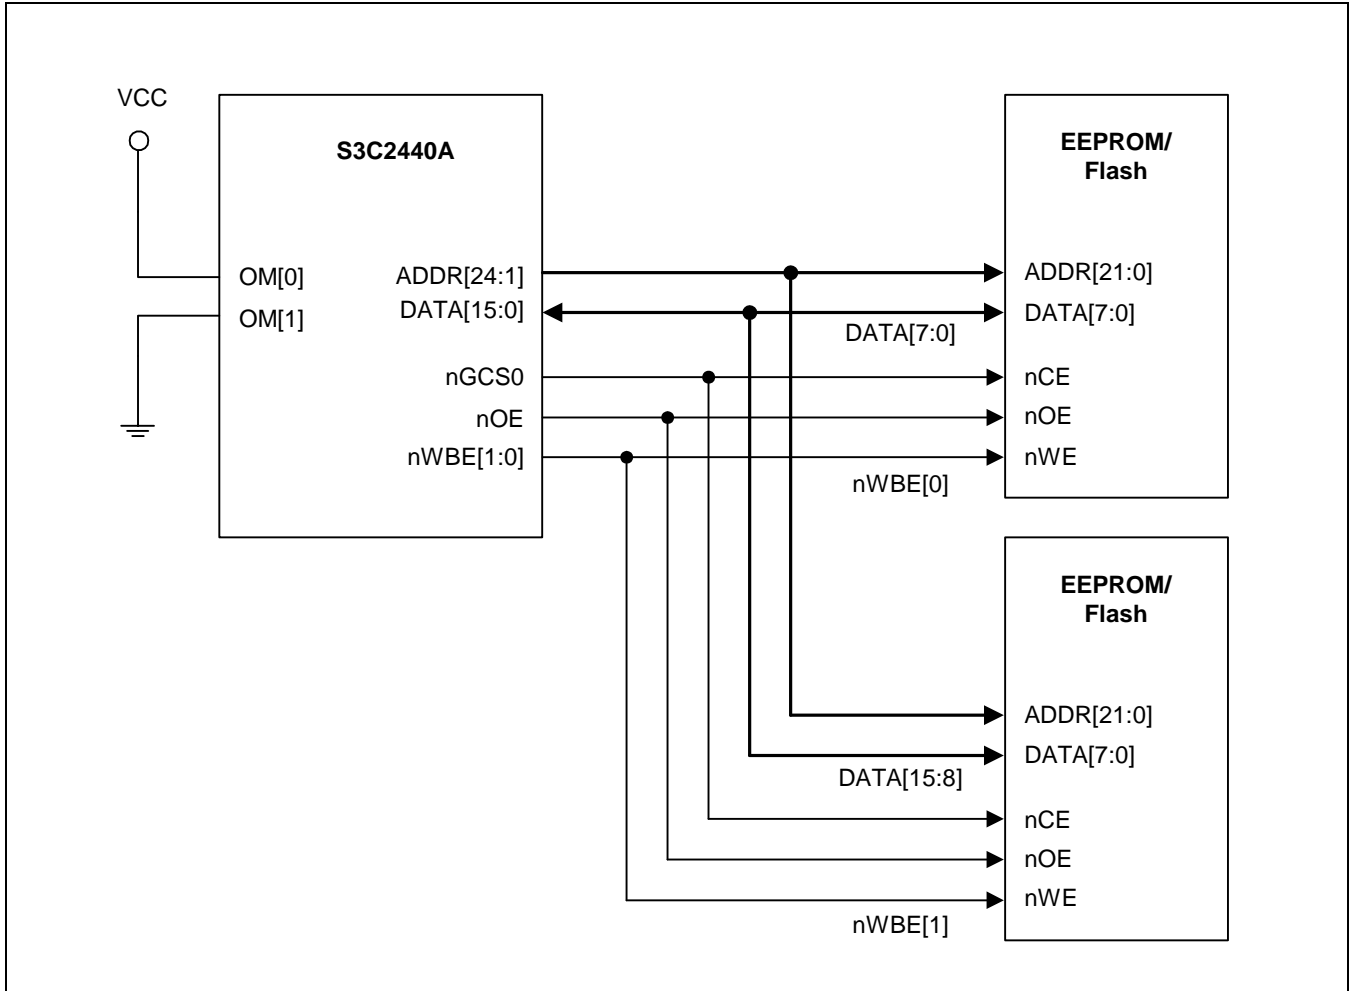 VCC
S3C2440A
OM[0]
OM[1]
ADDR[24:1]
DATA[15:0]
nGCS0
nOE
nWBE[1:0]
DATA[7:0]
nWBE[0]
EEPROM/
Flash
ADDR[21:0]
DATA[7:0]
nCE
nOE
nWE
EEPROM/
Flash
ADDR[21:0]
DATA[7:0]
nCE
nOE
nWE
DATA[15:8]
nWBE[1]